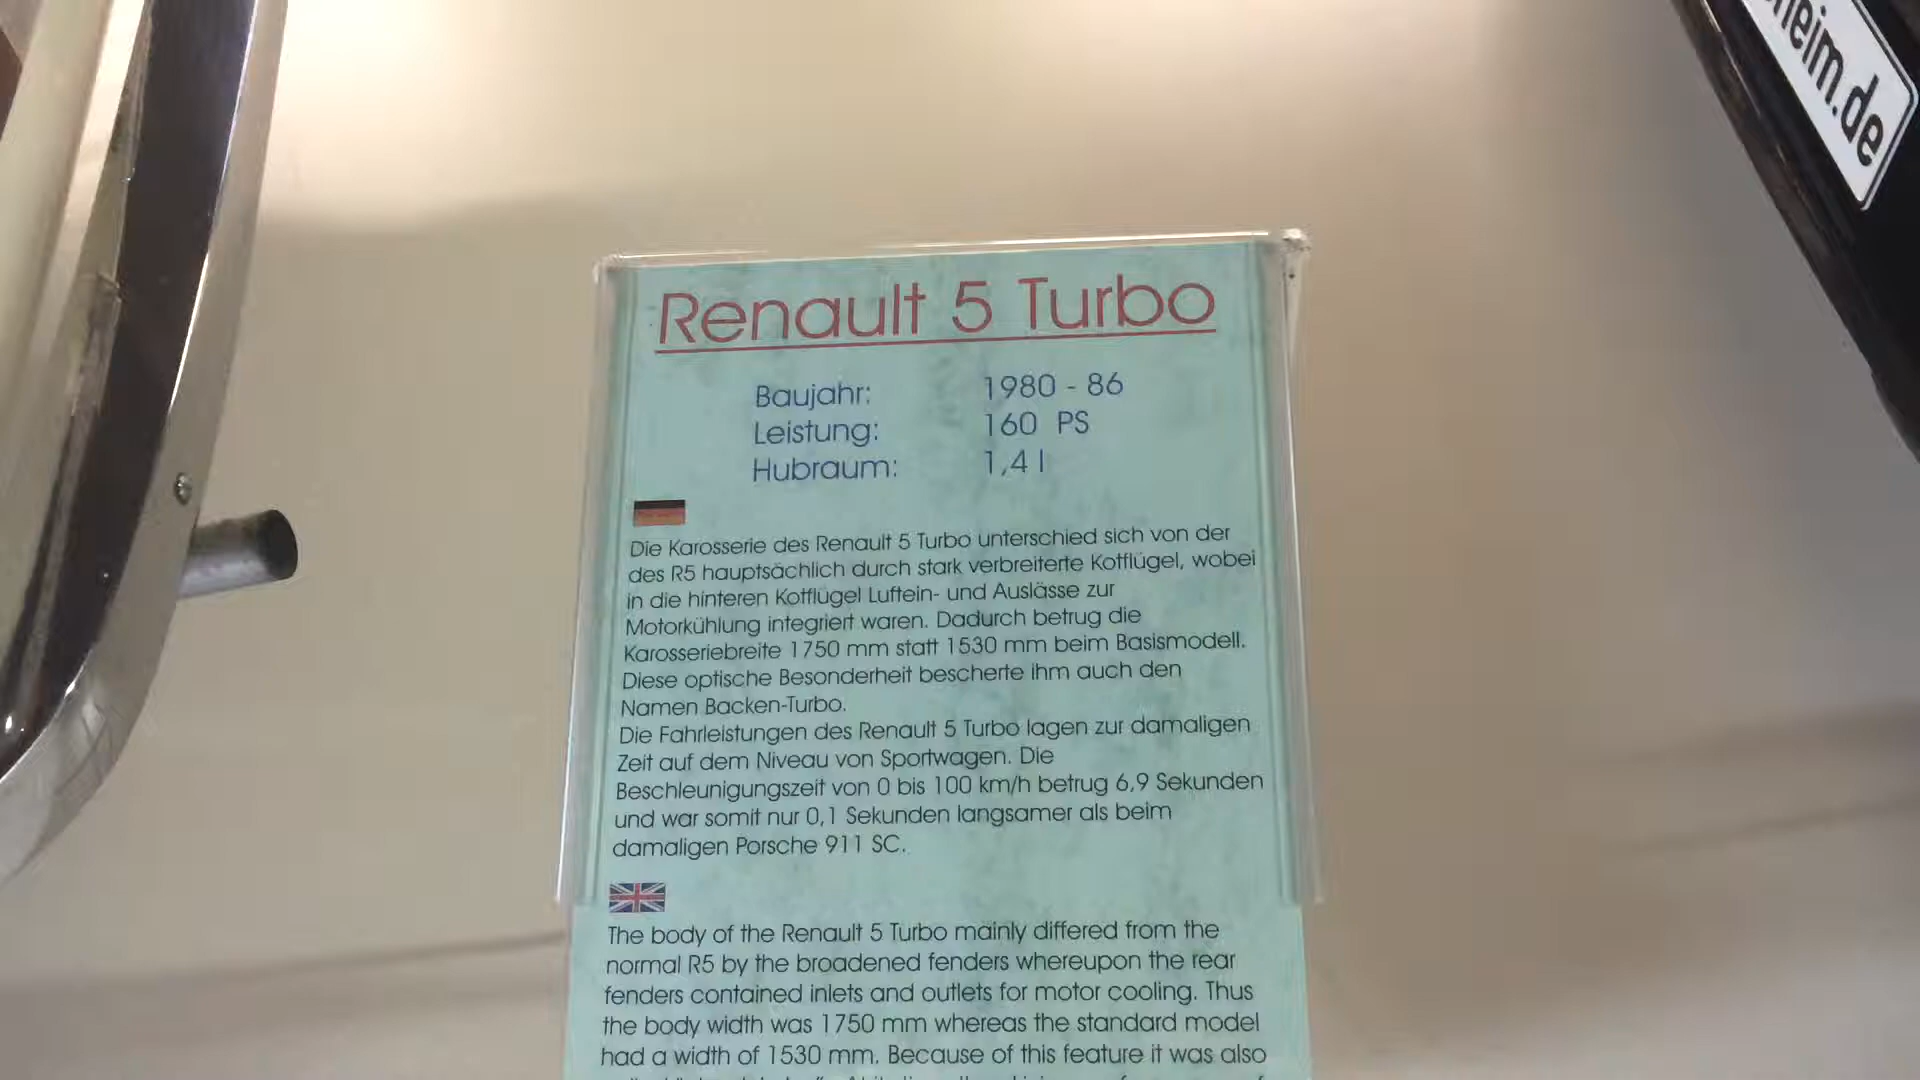 heim.de
Renault 5 Turbo
Baujahr: 1980 - 86
Leistung: 160 PS
Hubraum: 1,4 l
Die Karosserie des Renault 5 Turbo unterschied sich von der
des R5 hauptsächlich durch stark verbreiterte Kotflügel, wobei
in die hinteren Kotflügel Luftein- und Auslässe zur
Motorkühlung integriert waren. Dadurch betrug die
Karosseriebreite 1750 mm statt 1530 mm beim Basismodell.
Diese optische Besonderheit bescherte ihm auch den
Namen Backen-Turbo.
Die Fahrleistungen des Renault 5 Turbo lagen zur damaligen
Zeit auf dem Niveau von Sportwagen. Die
Beschleunigungszeit von 0 bis 100 km/h betrug 6,9 Sekunden
und war somit nur 0,1 Sekunden langsamer als beim
damaligen Porsche 911 SC.
The body of the Renault 5 Turbo mainly differed from the
normal R5 by the broadened fenders whereupon the rear
fenders contained inlets and outlets for motor cooling. Thus
the body width was 1750 mm whereas the standard model
had a width of 1530 mm. Because of this feature it was also